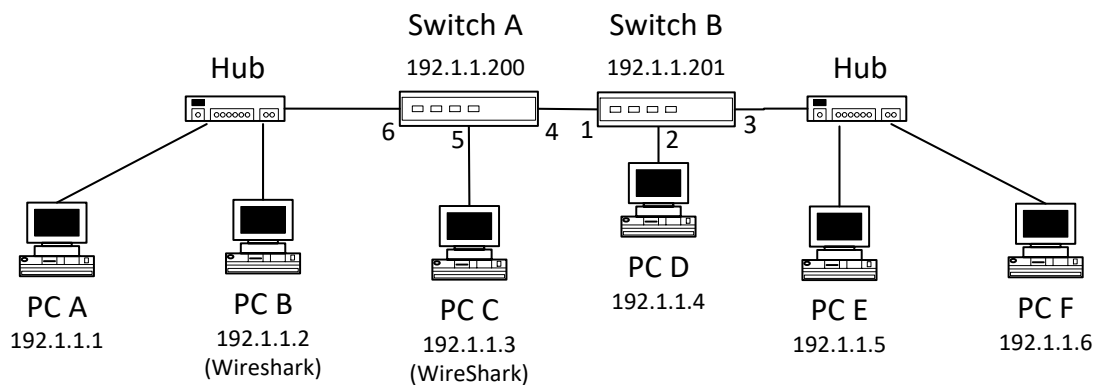 Switch A
Switch B
Hub
192.1.1.200
192.1.1.201
Hub
6
5
4
1
2
3
PC A
192.1.1.1
PC B
192.1.1.2
(Wireshark)
PC C
192.1.1.3
(WireShark)
PC D
192.1.1.4
PC E
192.1.1.5
PC F
192.1.1.6